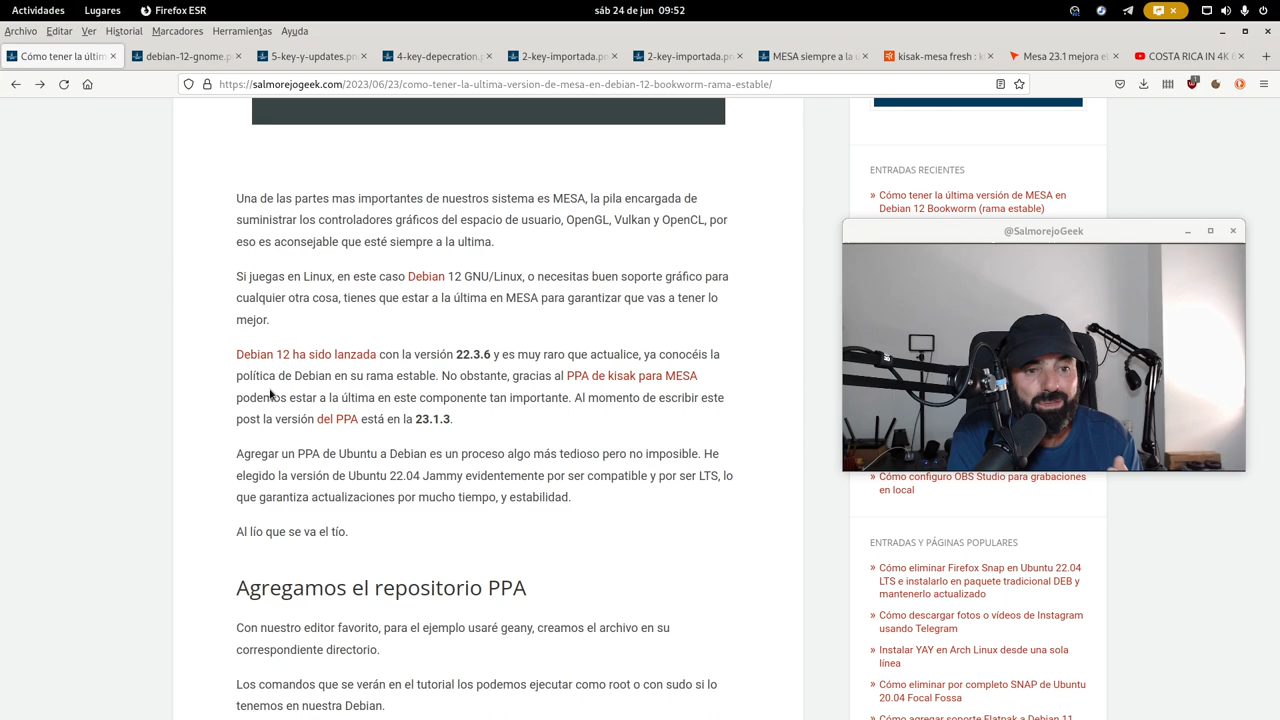 Actividades
Lugares
Firefox ESR
sáb 24 de jun 09:52
Archivo Editar Ver Historial Marcadores Herramientas Ayuda
Cómo tener la últim
debian-12-gnome.p
5-key-y-updates.pn
4-key-depecration.p
2-key-importada.pn
2-key-importada.pn
MESA siempre a la u
kisak-mesa fresh : k
Mesa 23.1 mejora el
COSTA RICA IN 4K 6
https://salmorejogeek.com/2023/06/23/como-tener-la-ultima-version-de-mesa-en-debian-12-bookworm-rama-estable/
Una de las partes mas importantes de nuestros sistema es MESA, la pila encargada de
suministrar los controladores gráficos del espacio de usuario, OpenGL, Vulkan y OpenCL, por
eso es aconsejable que esté siempre a la ultima.
Si juegas en Linux, en este caso Debian 12 GNU/Linux, o necesitas buen soporte gráfico para
cualquier otra cosa, tienes que estar a la última en MESA para garantizar que vas a tener lo
mejor.
Debian 12 ha sido lanzada con la versión 22.3.6 y es muy raro que actualice, ya conocéis la
política de Debian en su rama estable. No obstante, gracias al PPA de kisak para MESA
podemos estar a la última en este componente tan importante. Al momento de escribir este
post la versión del PPA está en la 23.1.3.
Agregar un PPA de Ubuntu a Debian es un proceso algo más tedioso pero no imposible. He
elegido la versión de Ubuntu 22.04 Jammy evidentemente por ser compatible y por ser LTS, lo
que garantiza actualizaciones por mucho tiempo, y estabilidad.
Al lío que se va el tío.
Agregamos el repositorio PPA
Con nuestro editor favorito, para el ejemplo usaré geany, creamos el archivo en su
correspondiente directorio.
Los comandos que se verán en el tutorial los podemos ejecutar como root o con sudo si lo
tenemos en nuestra Debian.
ENTRADAS RECIENTES
» Cómo tener la última versión de MESA en
Debian 12 Bookworm (rama estable)
@SalmorejoGeek
» Cómo configuro OBS Studio para grabaciones
en local
ENTRADAS Y PÁGINAS POPULARES
» Cómo eliminar Firefox Snap en Ubuntu 22.04
LTS e instalarlo en paquete tradicional DEB y
mantenerlo actualizado
» Cómo descargar fotos o vídeos de Instagram
usando Telegram
» Instalar YAY en Arch Linux desde una sola
línea
» Cómo eliminar por completo SNAP de Ubuntu
20.04 Focal Fossa
» Cómo agregar soporte Flatpak a Debian 11